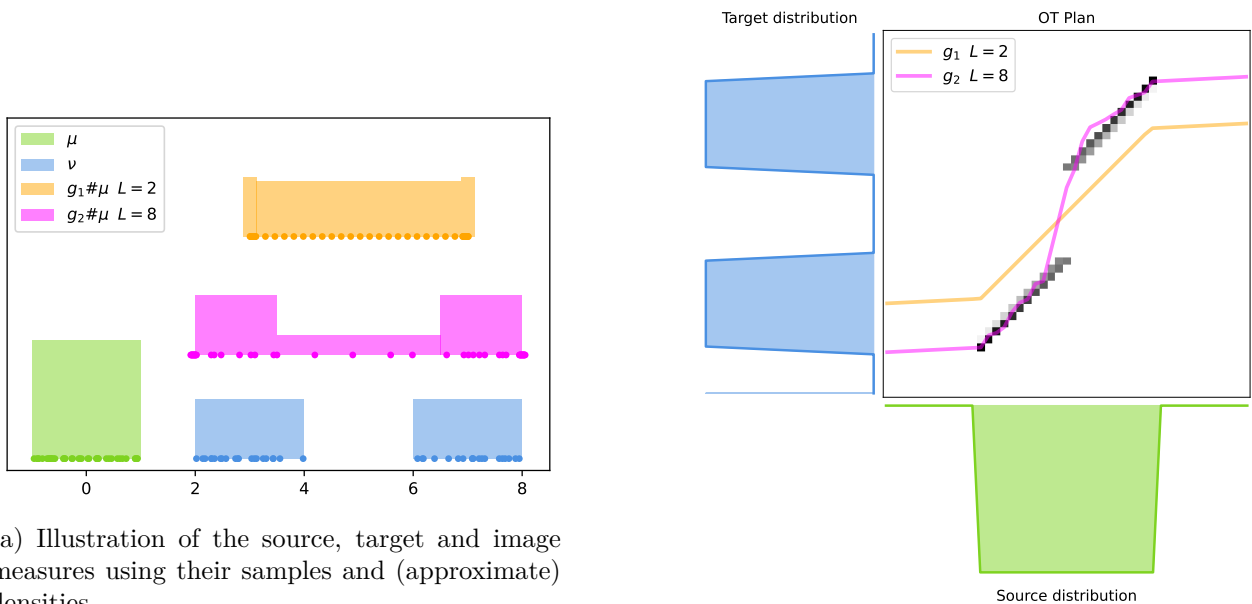 μ
ν
g₁#μ L = 2
g₂#μ L = 8
0 2 4 6 8
a) Illustration of the source, target and image
measures using their samples and (approximate)
densities
Target distribution
OT Plan
g₁ L = 2
g₂ L = 8
Source distribution